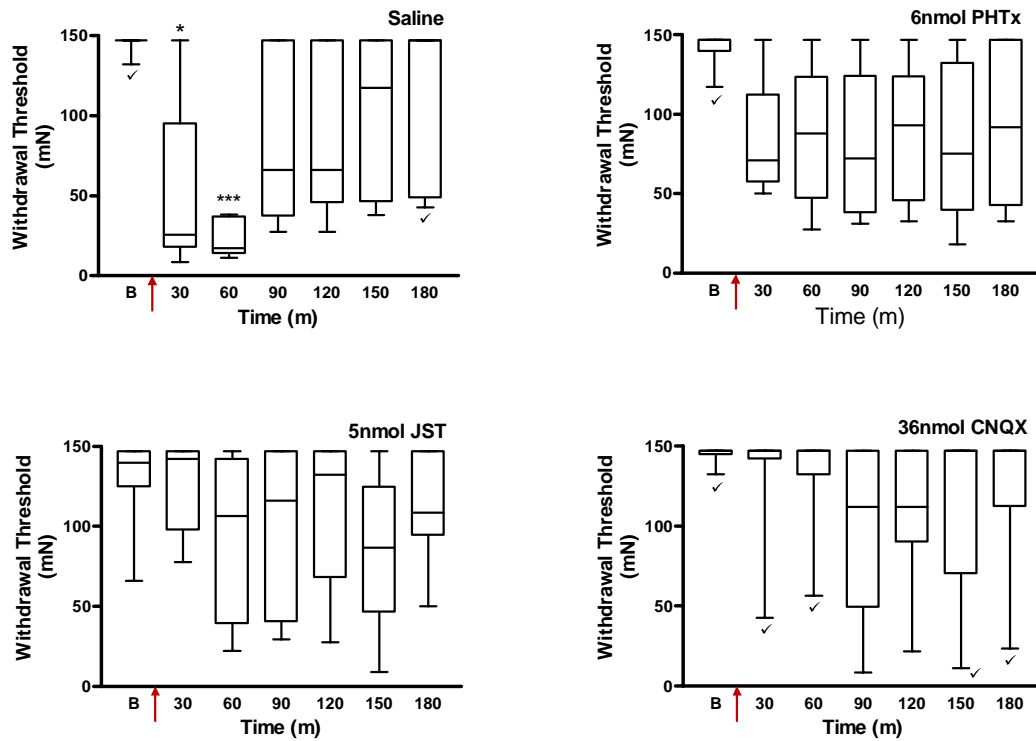 Saline
Withdrawal Threshold
(mN)
150
100
50
0
*
***
✓
✓
B 30 60 90 120 150 180
Time (m)
6nmol PHTx
Withdrawal Threshold
(mN)
150
100
50
0
✓
B 30 60 90 120 150 180
Time (m)
5nmol JST
Withdrawal Threshold
(mN)
150
100
50
0
B 30 60 90 120 150 180
Time (m)
36nmol CNQX
Withdrawal Threshold
(mN)
150
100
50
0
✓
✓
✓
✓
✓
B 30 60 90 120 150 180
Time (m)